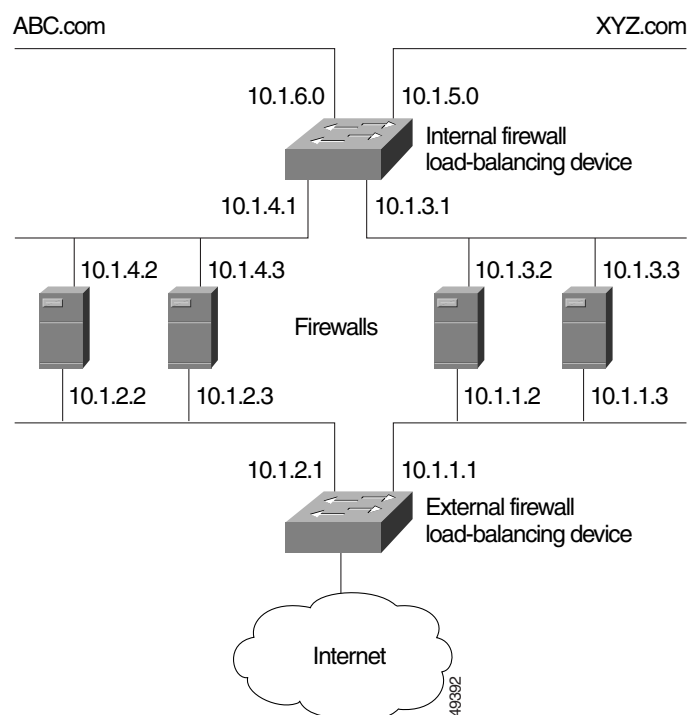 ABC.com
XYZ.com
10.1.6.0
10.1.5.0
Internal firewall
load-balancing device
10.1.4.1
10.1.3.1
10.1.4.2
10.1.4.3
10.1.3.2
10.1.3.3
Firewalls
10.1.2.2
10.1.2.3
10.1.1.2
10.1.1.3
10.1.2.1
10.1.1.1
External firewall
load-balancing device
Internet
49392